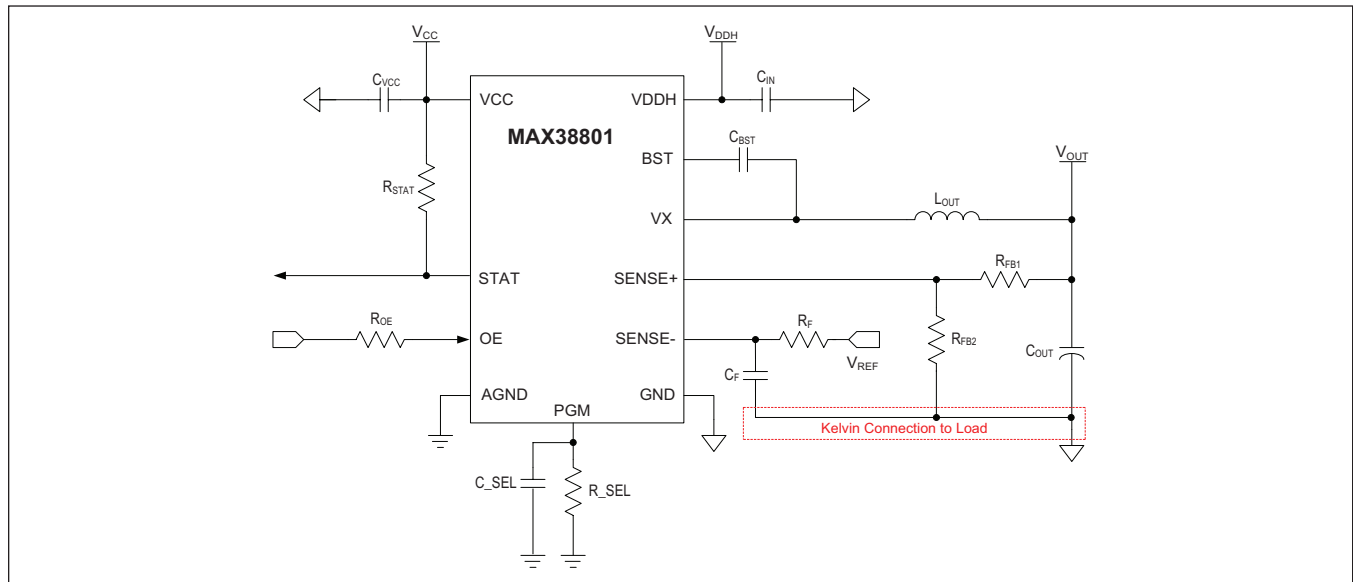 VCC
VDDH
CVCC
CIN
VCC
VDDH
MAX38801
CBST
BST
VOUT
RSTAT
LOUT
VX
RFB1
STAT
SENSE+
ROE
RF
OE
SENSE-
RFB2
VREF
COUT
CF
AGND
GND
PGM
Kelvin Connection to Load
C_SEL
R_SEL